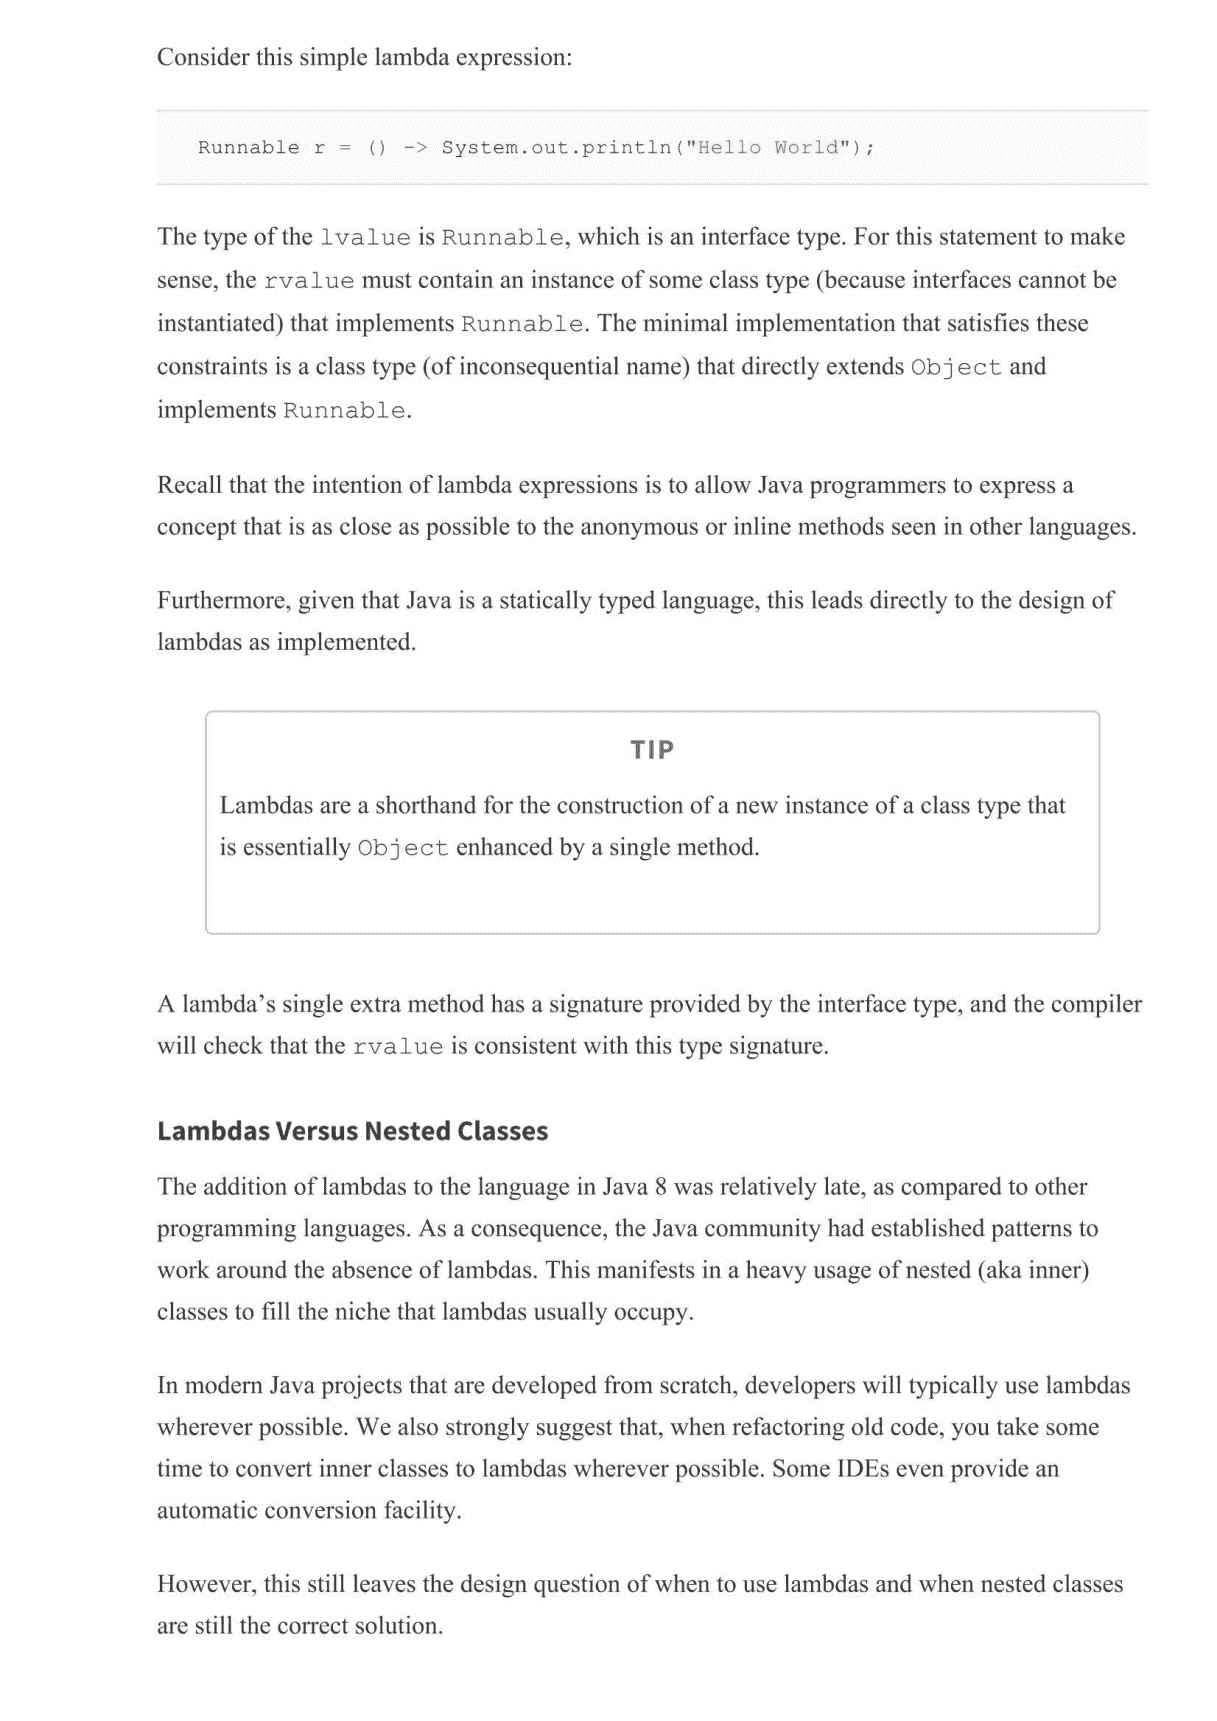 Consider this simple lambda expression:
Runnable r = () -> System.out.println("Hello World");
The type of the lvalue is Runnable, which is an interface type. For this statement to make
sense, the rvalue must contain an instance of some class type (because interfaces cannot be
instantiated) that implements Runnable. The minimal implementation that satisfies these
constraints is a class type (of inconsequential name) that directly extends Object and
implements Runnable.
Recall that the intention of lambda expressions is to allow Java programmers to express a
concept that is as close as possible to the anonymous or inline methods seen in other languages.
Furthermore, given that Java is a statically typed language, this leads directly to the design of
lambdas as implemented.
TIP
Lambdas are a shorthand for the construction of a new instance of a class type that
is essentially Object enhanced by a single method.
A lambda’s single extra method has a signature provided by the interface type, and the compiler
will check that the rvalue is consistent with this type signature.
Lambdas Versus Nested Classes
The addition of lambdas to the language in Java 8 was relatively late, as compared to other
programming languages. As a consequence, the Java community had established patterns to
work around the absence of lambdas. This manifests in a heavy usage of nested (aka inner)
classes to fill the niche that lambdas usually occupy.
In modern Java projects that are developed from scratch, developers will typically use lambdas
wherever possible. We also strongly suggest that, when refactoring old code, you take some
time to convert inner classes to lambdas wherever possible. Some IDEs even provide an
automatic conversion facility.
However, this still leaves the design question of when to use lambdas and when nested classes
are still the correct solution.